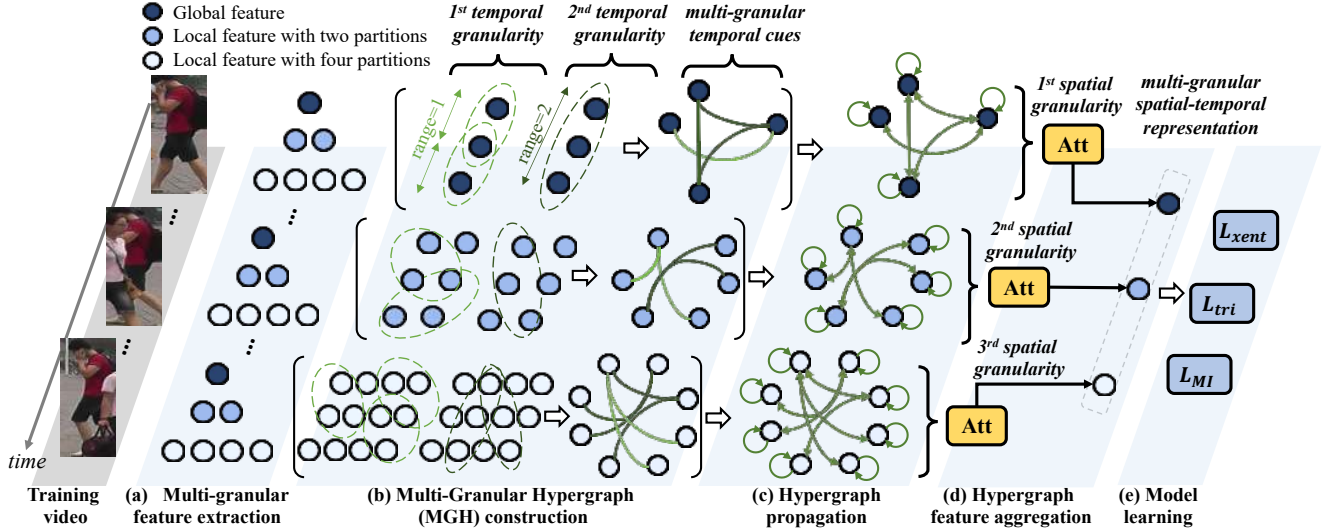 Global feature
Local feature with two partitions
Local feature with four partitions
1st temporal
granularity
2nd temporal
granularity
multi-granular
temporal cues
range=1
range=2
1st spatial
granularity
multi-granular
spatial-temporal
representation
Att
2nd spatial
granularity
Att
3rd spatial
granularity
Att
L_xent
L_tri
L_MI
time
Training
video
(a) Multi-granular
feature extraction
(b) Multi-Granular Hypergraph
(MGH) construction
(c) Hypergraph
propagation
(d) Hypergraph
feature aggregation
(e) Model
learning